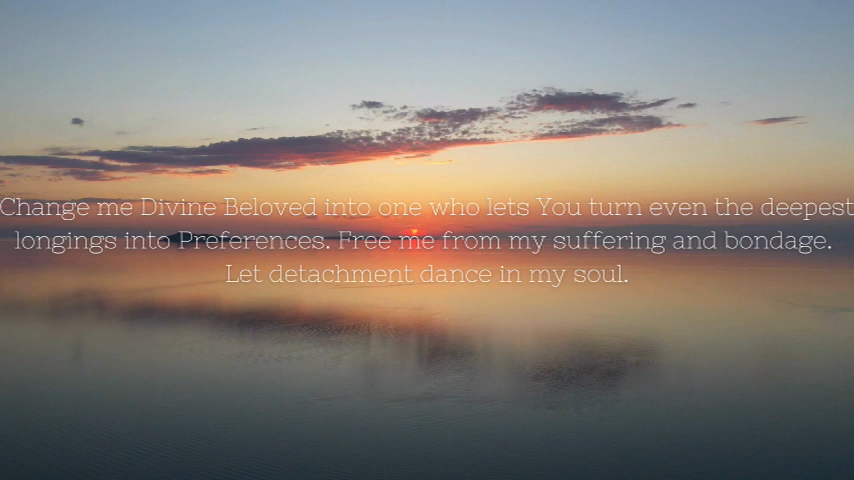 Change me Divine Beloved into one who lets You turn even the deepest
longings into Preferences. Free me from my suffering and bondage.
Let detachment dance in my soul.